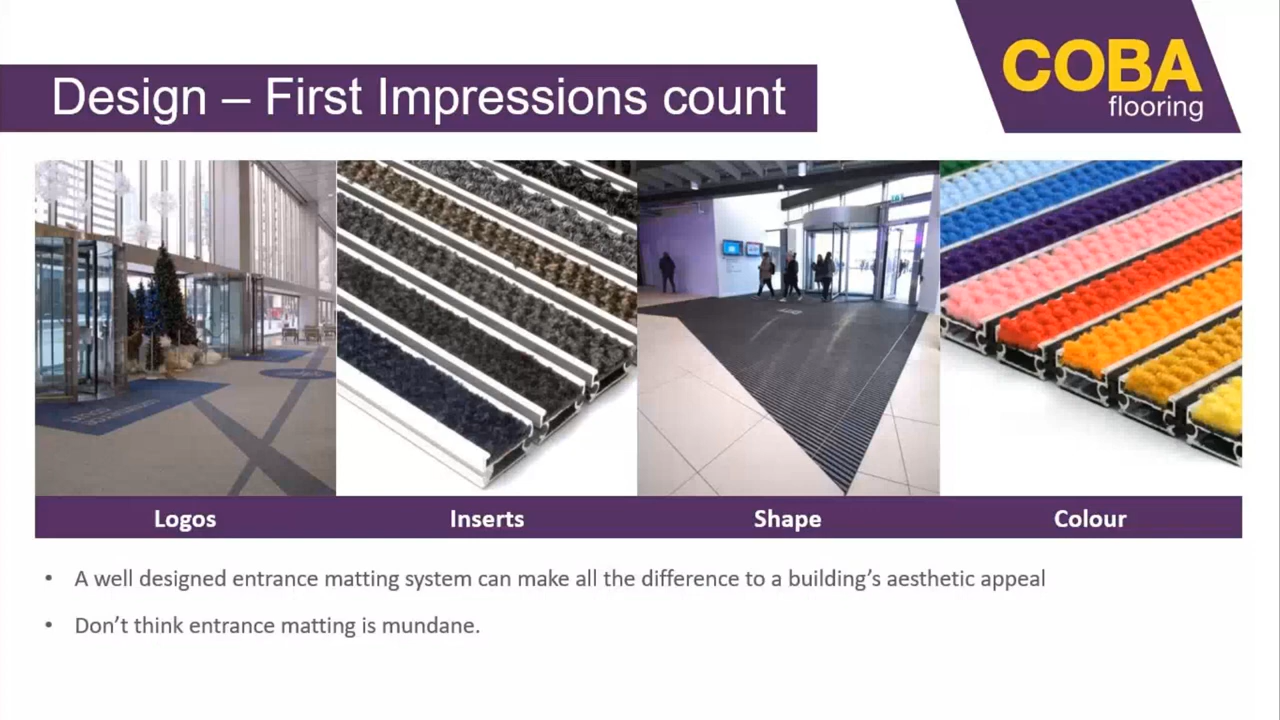 COBA
flooring
Design – First Impressions count
Logos
Inserts
Shape
Colour
• A well designed entrance matting system can make all the difference to a building’s aesthetic appeal
• Don’t think entrance matting is mundane.